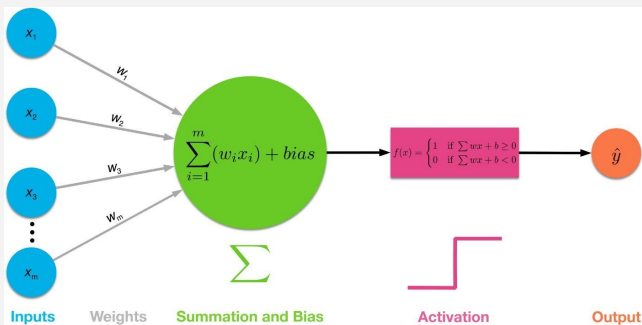 x₁
x₂
x₃
xₘ
w₁
w₂
w₃
wₘ
m
∑(wᵢxᵢ) + bias
i=1
f(x) = {1 if ∑ wx + b ≥ 0
{0 if ∑ wx + b < 0
ŷ
∑
Inputs Weights Summation and Bias Activation Output